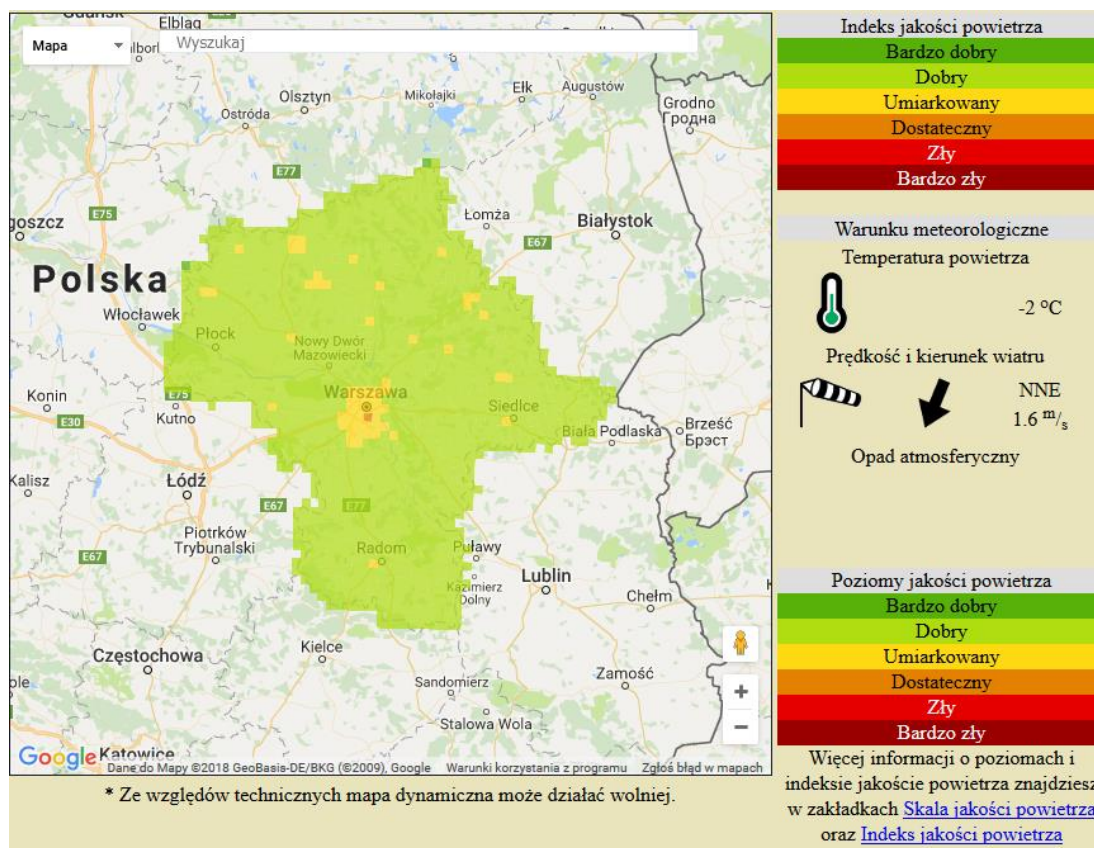 Elbląg
Mapa
Wyszukaj
Olsztyn
Mikołajki
Ełk
Augustów
Ostróda
Grodno
Гродна
E77
Łomża
Białystok
E67
E75
goszcz
Polska
Włocławek
Płock
Nowy Dwór
Mazowiecki
Warszawa
Siedlce
Konin
E75
E30
Kutno
Biała Podlaska
Brześć
Брэст
Kalisz
Łódź
E67
E77
Piotrków
Trybunalski
E67
Radom
Puławy
Kazimierz
Dolny
Lublin
Chełm
Kielce
Częstochowa
Sandomierz
Zamość
Stalowa Wola
+
−
Google
Katowice
Dane do Mapy ©2018 GeoBasis-DE/BKG (©2009), Google
Warunki korzystania z programu
Zgłoś błąd w mapach
* Ze względów technicznych mapa dynamiczna może działać wolniej.
Indeks jakości powietrza
Bardzo dobry
Dobry
Umiarkowany
Dostateczny
Zły
Bardzo zły
Warunku meteorologiczne
Temperatura powietrza
-2 °C
Prędkość i kierunek wiatru
NNE
1.6 m/s
Opad atmosferyczny
Poziomy jakości powietrza
Bardzo dobry
Dobry
Umiarkowany
Dostateczny
Zły
Bardzo zły
Więcej informacji o poziomach i
indeksie jakoście powietrza znajdziesz
w zakładkach Skala jakości powietrza
oraz Indeks jakości powietrza